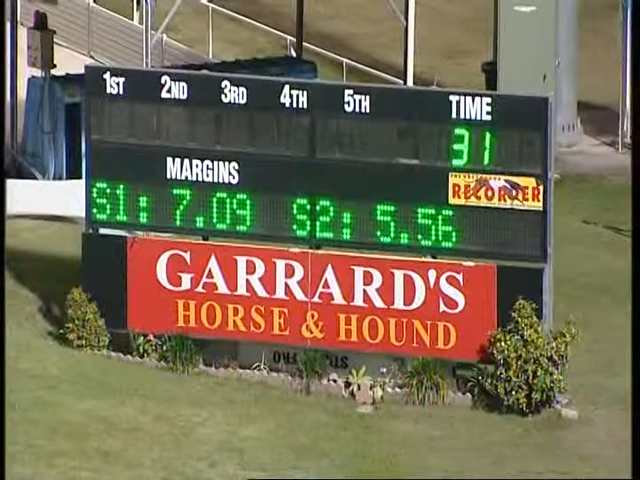 1ST 2ND 3RD 4TH 5TH TIME
31
MARGINS
RECORDER
S1: 7.09 S2: 5.56
GARRARD'S
HORSE & HOUND